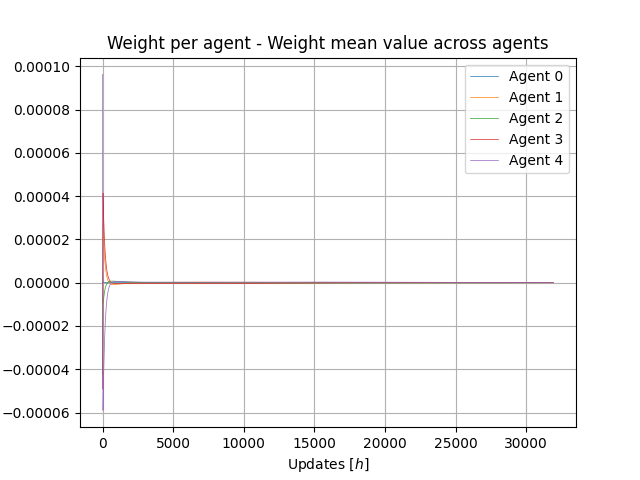 Weight per agent - Weight mean value across agents
0.00010
0.00008
0.00006
0.00004
0.00002
0.00000
−0.00002
−0.00004
−0.00006
Agent 0
Agent 1
Agent 2
Agent 3
Agent 4
0 5000 10000 15000 20000 25000 30000
Updates [h]